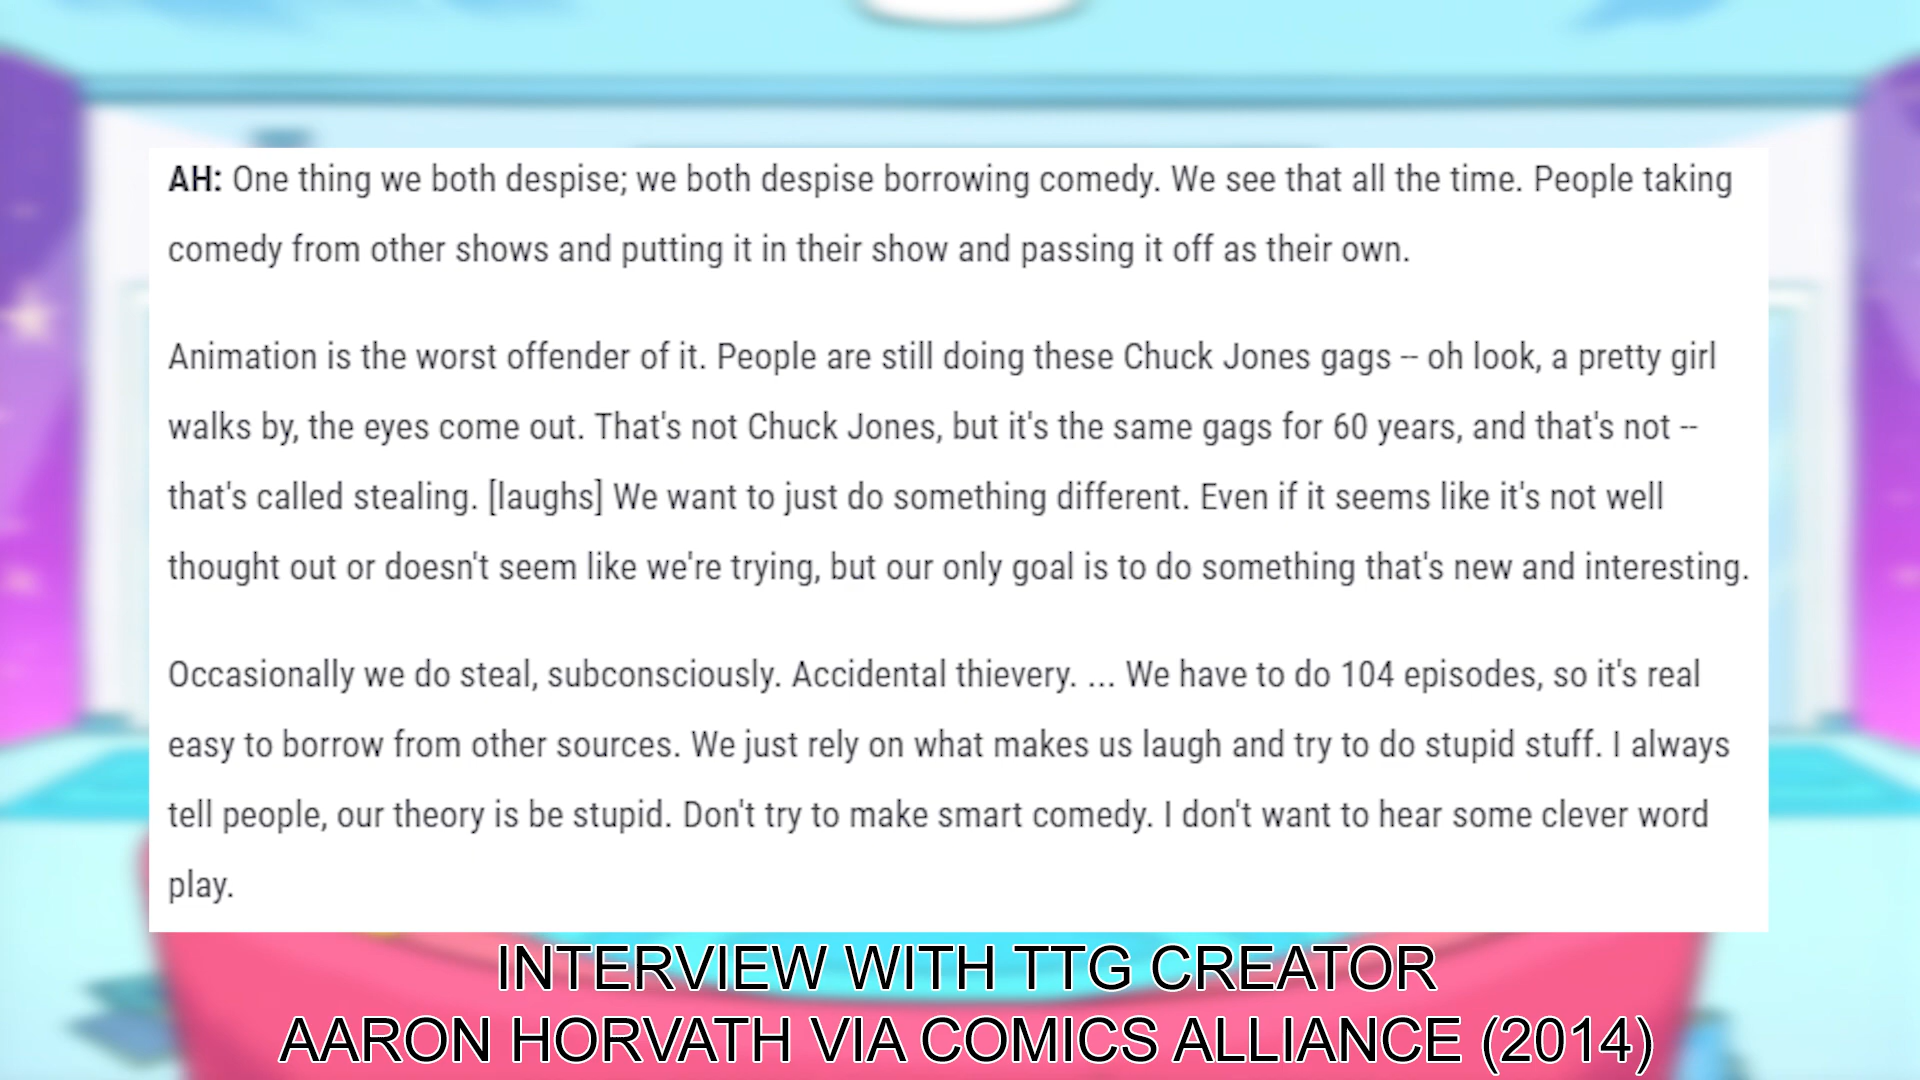 AH: One thing we both despise; we both despise borrowing comedy. We see that all the time. People taking
comedy from other shows and putting it in their show and passing it off as their own.
Animation is the worst offender of it. People are still doing these Chuck Jones gags -- oh look, a pretty girl
walks by, the eyes come out. That's not Chuck Jones, but it's the same gags for 60 years, and that's not --
that's called stealing. [laughs] We want to just do something different. Even if it seems like it's not well
thought out or doesn't seem like we're trying, but our only goal is to do something that's new and interesting.
Occasionally we do steal, subconsciously. Accidental thievery. ... We have to do 104 episodes, so it's real
easy to borrow from other sources. We just rely on what makes us laugh and try to do stupid stuff. I always
tell people, our theory is be stupid. Don't try to make smart comedy. I don't want to hear some clever word
play.
INTERVIEW WITH TTG CREATOR
AARON HORVATH VIA COMICS ALLIANCE (2014)